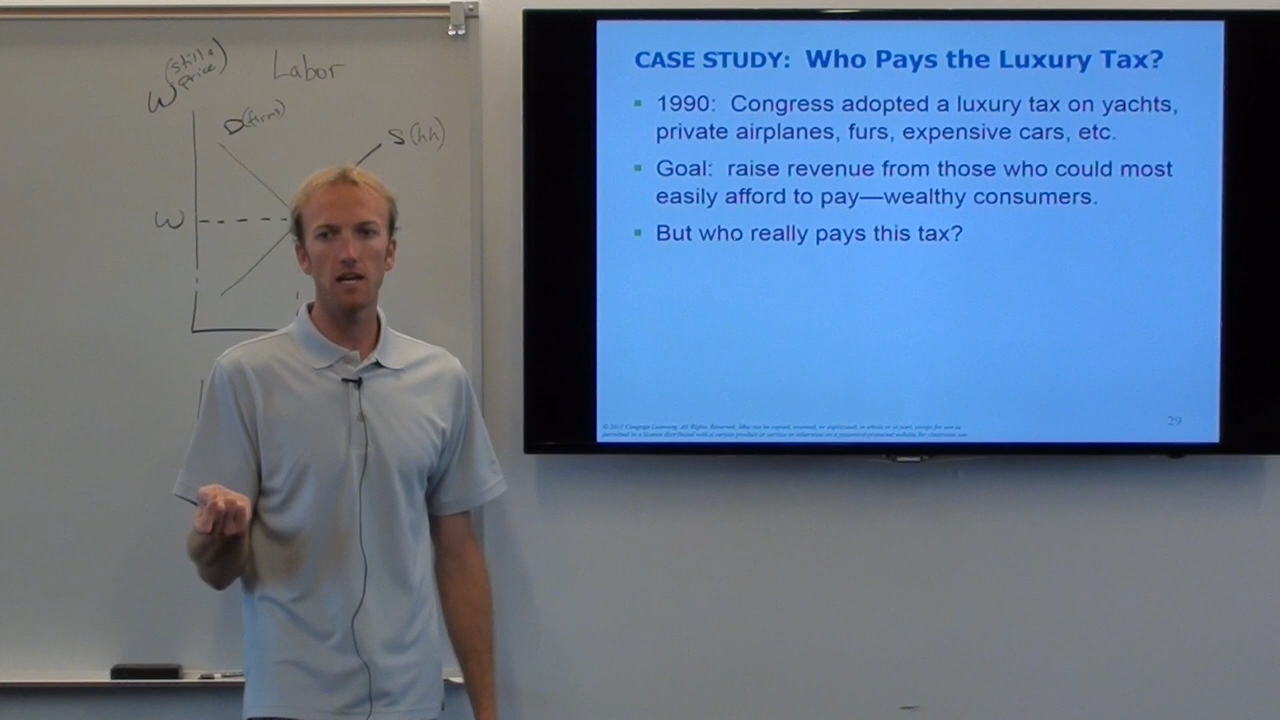 (still a
price)
W
Labor
D(firm)
S(hh)
W
CASE STUDY: Who Pays the Luxury Tax?
▪ 1990: Congress adopted a luxury tax on yachts,
private airplanes, furs, expensive cars, etc.
▪ Goal: raise revenue from those who could most
easily afford to pay—wealthy consumers.
▪ But who really pays this tax?
29